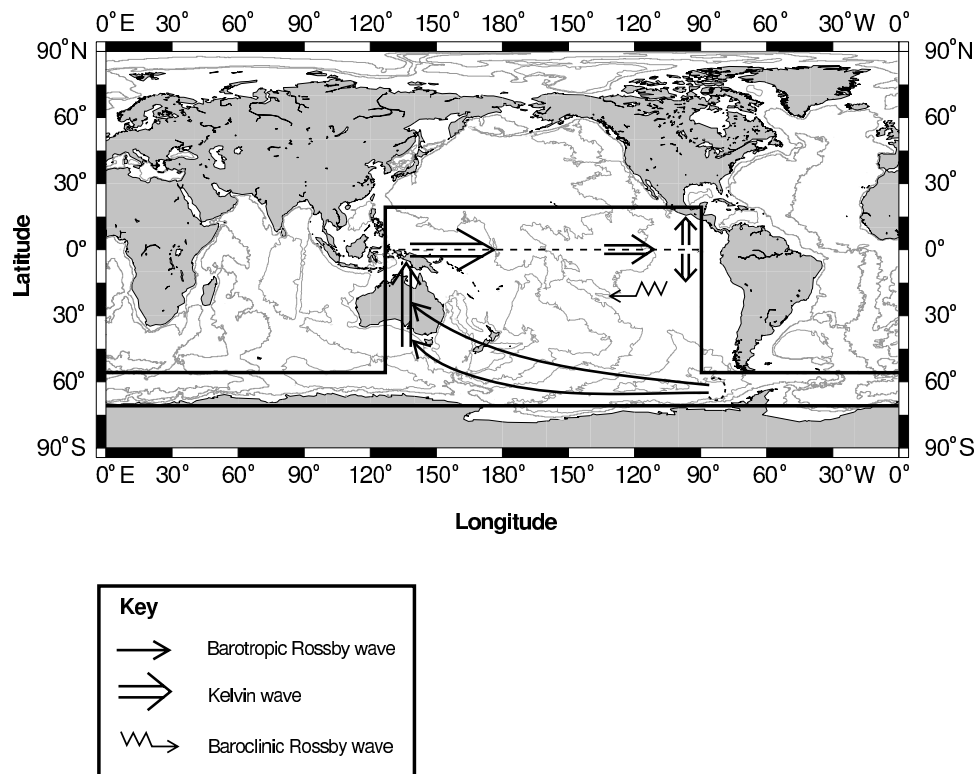 0° E 30° 60° 90° 120° 150° 180° 150° 120° 90° 60° 30° W 0°
90°N 90°N
60° 60°
30° 30°
0° 0°
30° 30°
60° 60°
90°S 90°S
Latitude
0° E 30° 60° 90° 120° 150° 180° 150° 120° 90° 60° 30° W 0°
Longitude
Key
Barotropic Rossby wave
Kelvin wave
Baroclinic Rossby wave